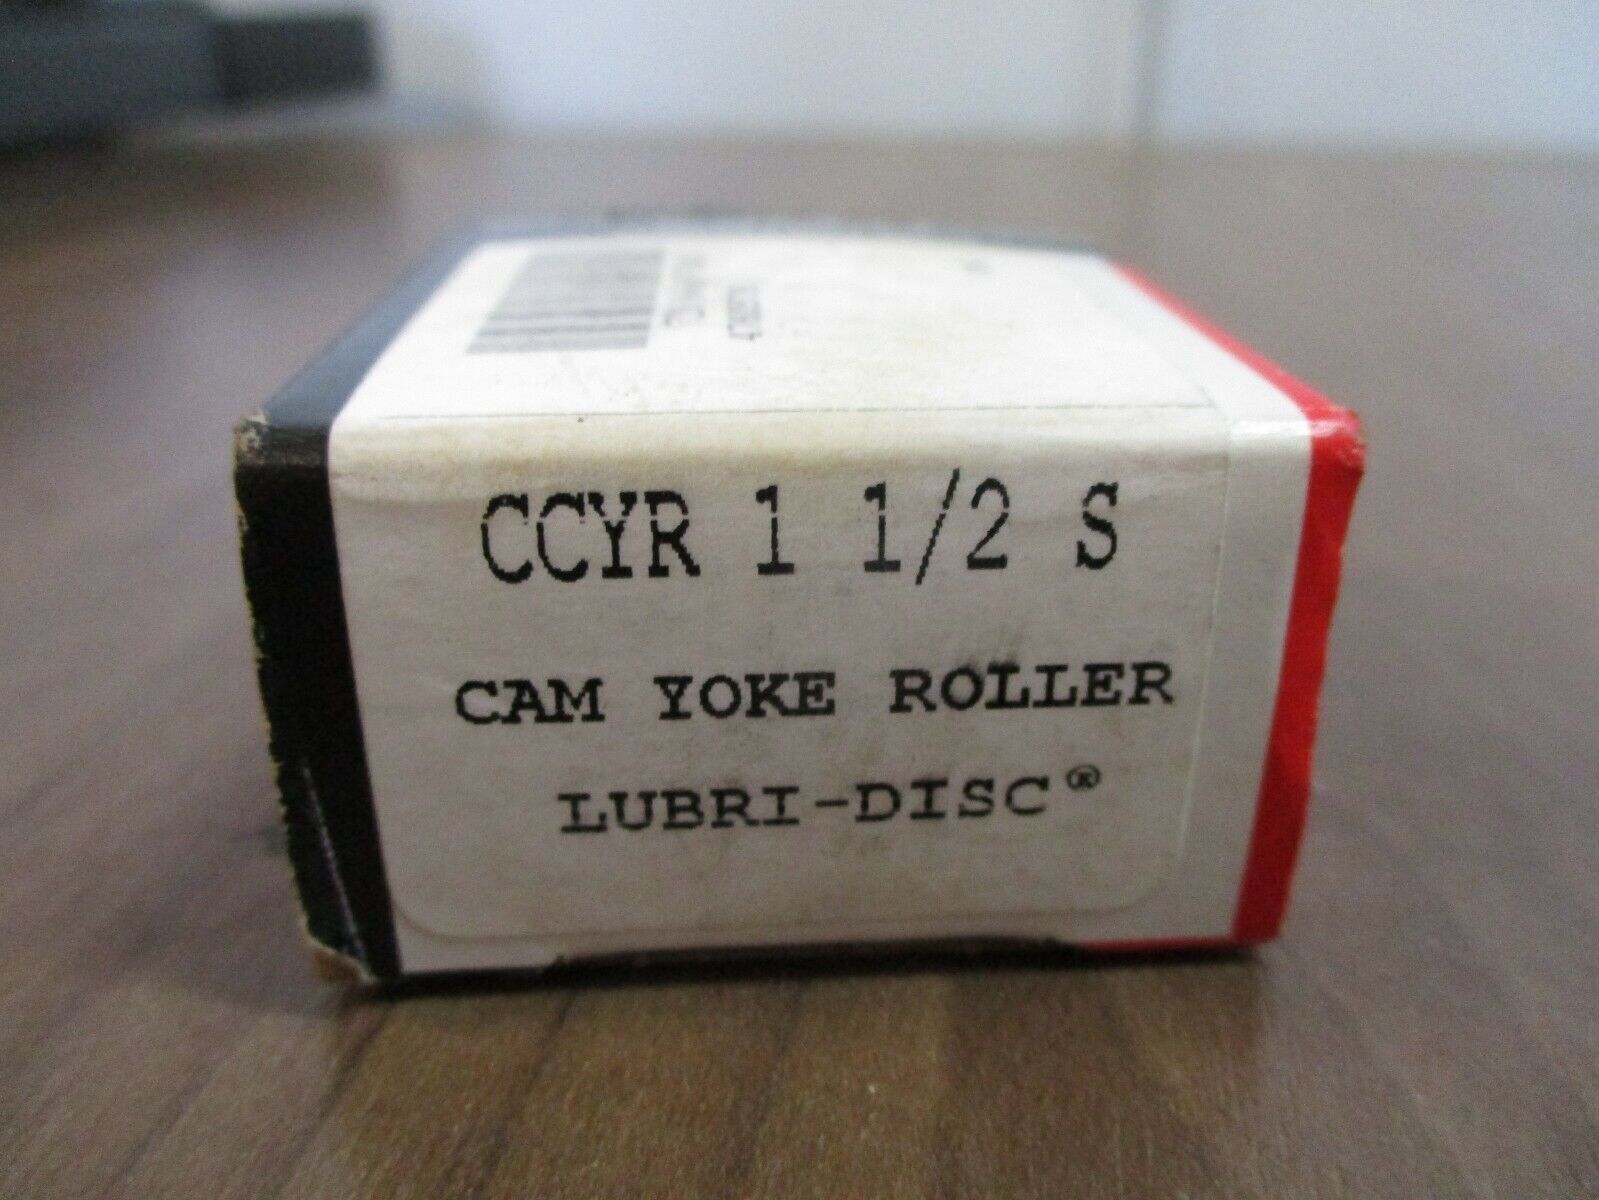 CCYR 1 1/2 S
CAM YOKE ROLLER
LUBRI-DISC®